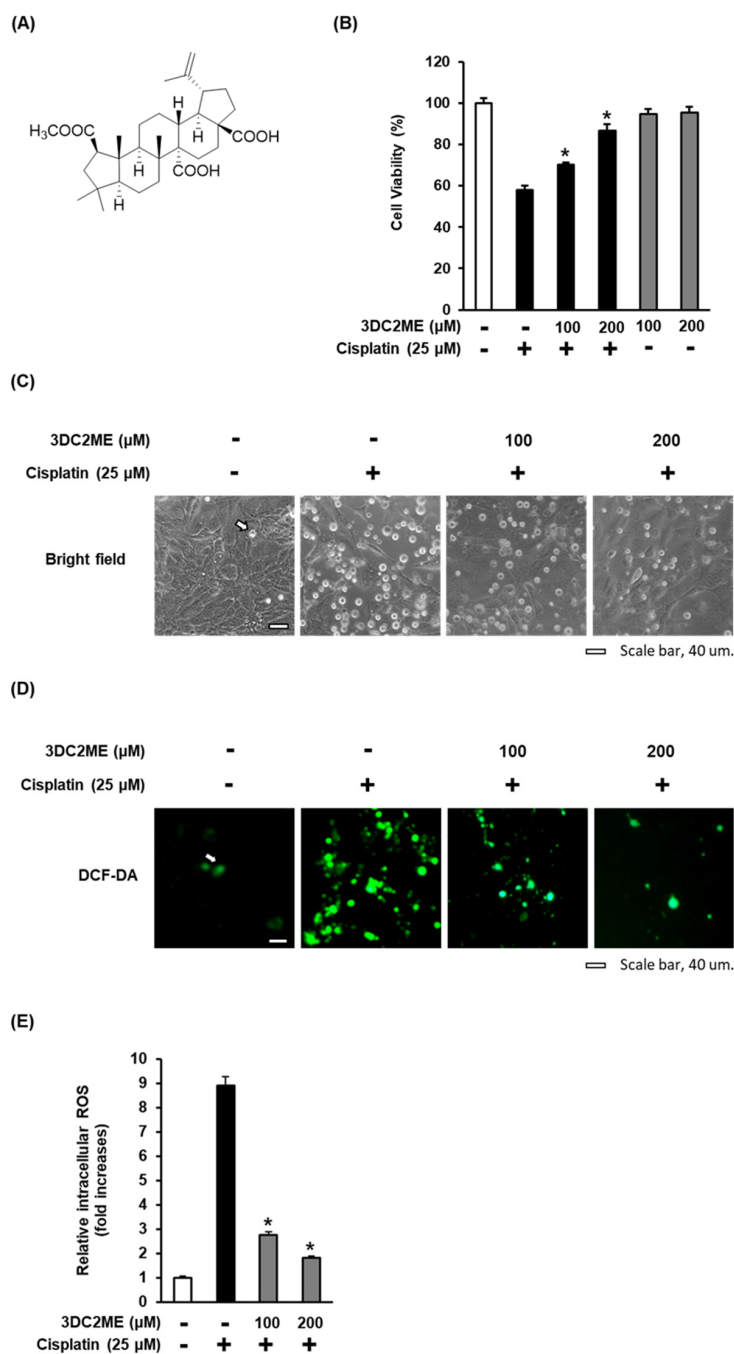 (A)
H₃COOC
H
H
H
H
COOH
COOH
(B)
Cell Viability (%)
120
100
80
60
40
20
0
*
*
3DC2ME (µM) - - 100 200 100 200
Cisplatin (25 µM) - + + + - -
(C)
3DC2ME (µM) - - 100 200
Cisplatin (25 µM) - + + +
Bright field
Scale bar, 40 um.
(D)
3DC2ME (µM) - - 100 200
Cisplatin (25 µM) - + + +
DCF-DA
Scale bar, 40 um.
(E)
Relative intracellular ROS
(fold increases)
10
9
8
7
6
5
4
3
2
1
0
*
*
3DC2ME (µM) - - 100 200
Cisplatin (25 µM) - + + +